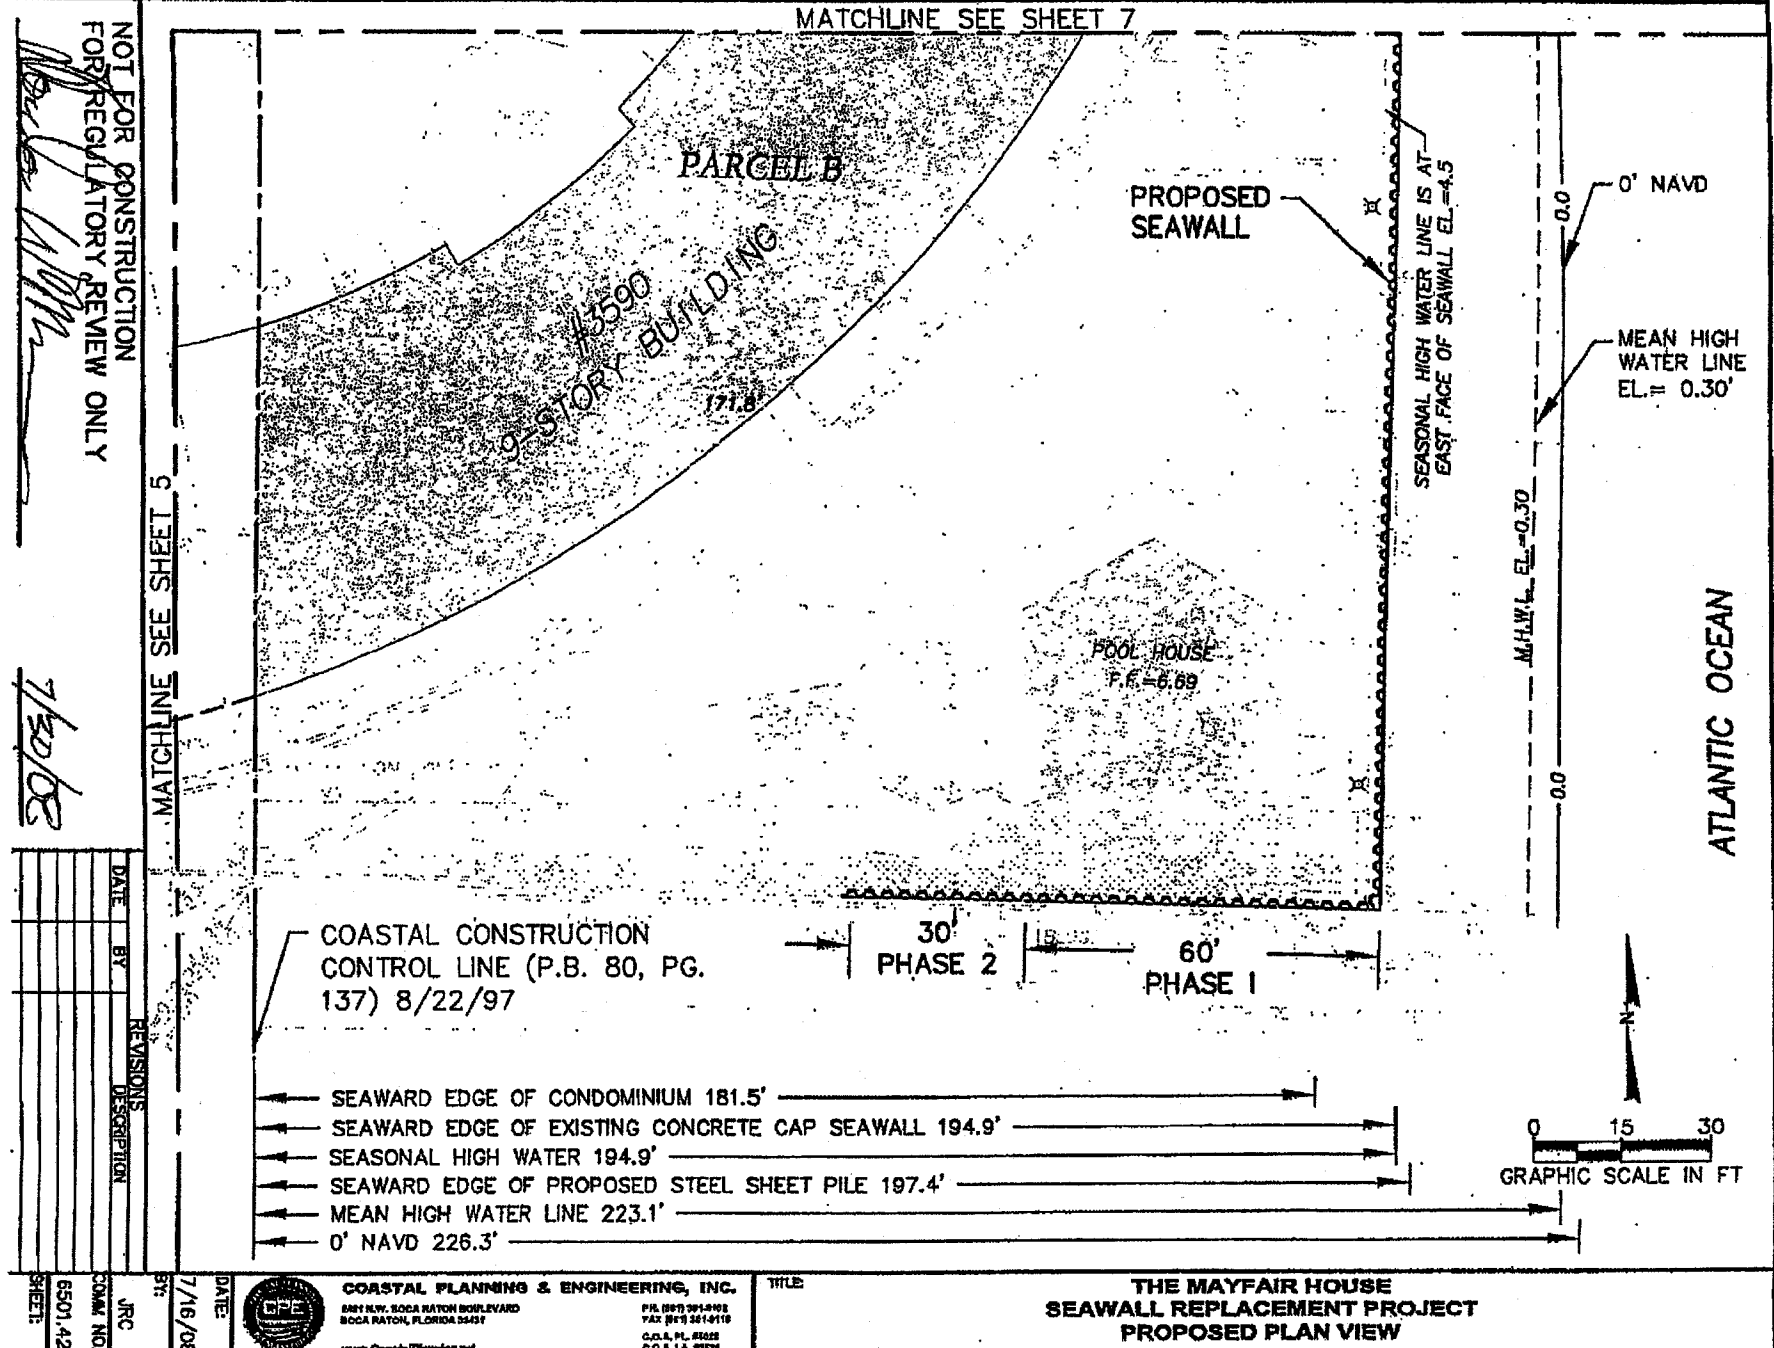 MATCHLINE SEE SHEET 7
NOT FOR CONSTRUCTION
FOR REGULATORY REVIEW ONLY
7/30/08
MATCHLINE SEE SHEET 5
PARCEL B
#3590
9-STORY BUILDING
171.8'
PROPOSED
SEAWALL
SEASONAL HIGH WATER LINE IS AT
EAST FACE OF SEAWALL EL=4.5
0.0
0' NAVD
MEAN HIGH
WATER LINE
EL.= 0.30'
M.H.W.L. EL.=0.30
0.0
ATLANTIC OCEAN
POOL HOUSE
F.F.=6.69
30'
PHASE 2
60'
PHASE 1
COASTAL CONSTRUCTION
CONTROL LINE (P.B. 80, PG.
137) 8/22/97
SEAWARD EDGE OF CONDOMINIUM 181.5'
SEAWARD EDGE OF EXISTING CONCRETE CAP SEAWALL 194.9'
SEASONAL HIGH WATER 194.9'
SEAWARD EDGE OF PROPOSED STEEL SHEET PILE 197.4'
MEAN HIGH WATER LINE 223.1'
0' NAVD 226.3'
N
0 15 30
GRAPHIC SCALE IN FT
REVISIONS
DATE BY DESCRIPTION
DATE:
7/16/08
BY:
JRC
COMM NO.
6501.42
SHEET:
CPE
COASTAL PLANNING & ENGINEERING, INC.
2481 N.W. BOCA RATON BOULEVARD
BOCA RATON, FLORIDA 33431
TITLE:
THE MAYFAIR HOUSE
SEAWALL REPLACEMENT PROJECT
PROPOSED PLAN VIEW